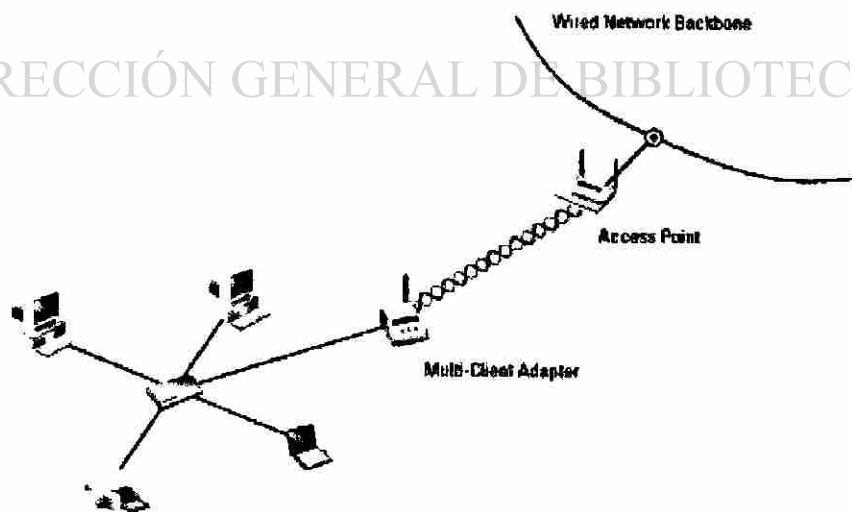 Wired Network Backbone
RECCIÓN GENERAL DE BIBLIOTEC
Access Point
Multi-Client Adapter